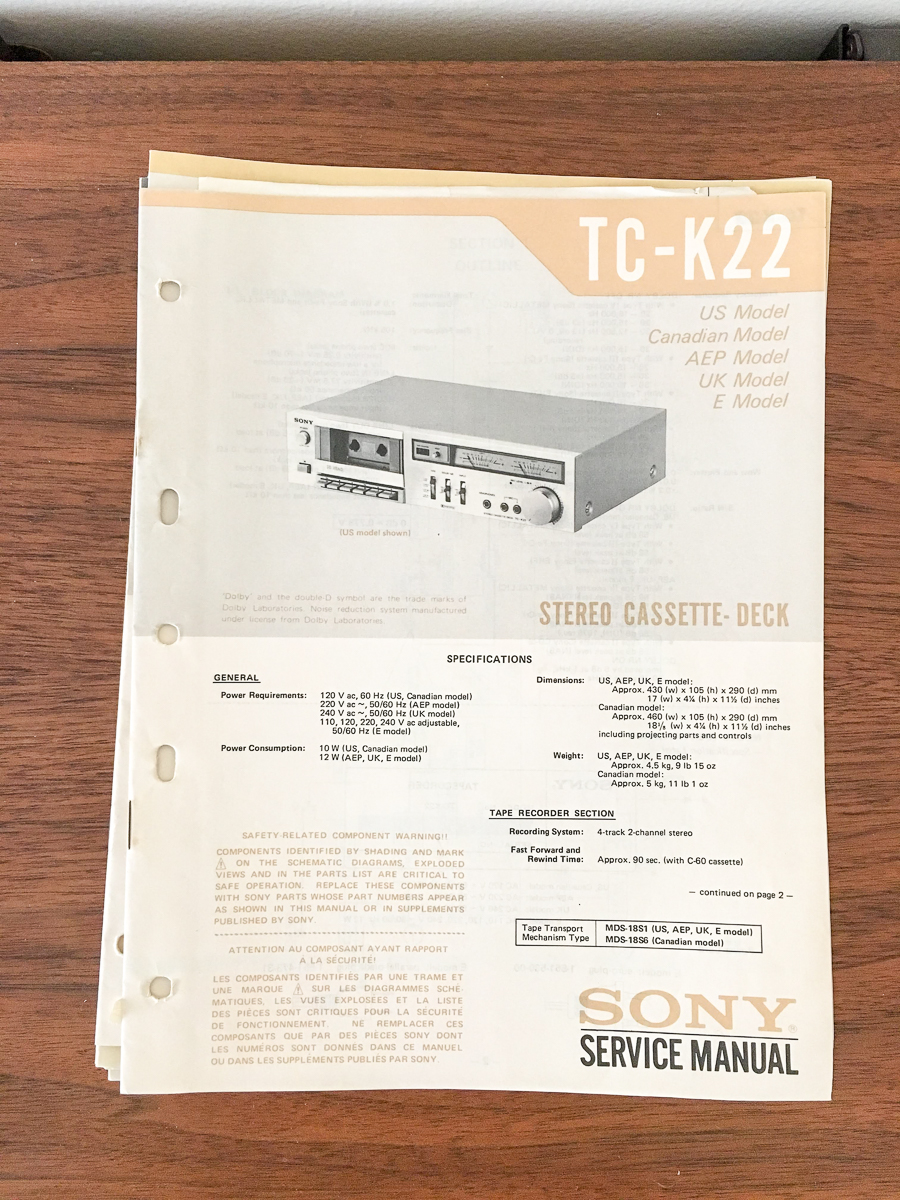 TC-K22
US Model
Canadian Model
AEP Model
UK Model
E Model
SONY
(US model shown)
"Dolby" and the double-D symbol are the trade marks of
Dolby Laboratories. Noise reduction system manufactured
under license from Dolby Laboratories.
STEREO CASSETTE-DECK
SPECIFICATIONS
GENERAL
Power Requirements: 120 V ac, 60 Hz (US, Canadian model)
220 V ac ~, 50/60 Hz (AEP model)
240 V ac ~, 50/60 Hz (UK model)
110, 120, 220, 240 V ac adjustable,
50/60 Hz (E model)
Power Consumption: 10 W (US, Canadian model)
12 W (AEP, UK, E model)
Dimensions: US, AEP, UK, E model:
Approx. 430 (w) x 105 (h) x 290 (d) mm
17 (w) x 4¼ (h) x 11½ (d) inches
Canadian model:
Approx. 460 (w) x 105 (h) x 290 (d) mm
18⅛ (w) x 4¼ (h) x 11½ (d) inches
including projecting parts and controls
Weight: US, AEP, UK, E model:
Approx. 4.5 kg, 9 lb 15 oz
Canadian model:
Approx. 5 kg, 11 lb 1 oz
TAPE RECORDER SECTION
Recording System: 4-track 2-channel stereo
Fast Forward and
Rewind Time: Approx. 90 sec. (with C-60 cassette)
— continued on page 2 —
Tape Transport
Mechanism Type
MDS-18S1 (US, AEP, UK, E model)
MDS-18S6 (Canadian model)
SAFETY-RELATED COMPONENT WARNING!!
COMPONENTS IDENTIFIED BY SHADING AND MARK
⚠ ON THE SCHEMATIC DIAGRAMS, EXPLODED
VIEWS AND IN THE PARTS LIST ARE CRITICAL TO
SAFE OPERATION. REPLACE THESE COMPONENTS
WITH SONY PARTS WHOSE PART NUMBERS APPEAR
AS SHOWN IN THIS MANUAL OR IN SUPPLEMENTS
PUBLISHED BY SONY.
ATTENTION AU COMPOSANT AYANT RAPPORT
À LA SÉCURITÉ!
LES COMPOSANTS IDENTIFIÉS PAR UNE TRAME ET
UNE MARQUE ⚠ SUR LES DIAGRAMMES SCHÉ-
MATIQUES, LES VUES EXPLOSÉES ET LA LISTE
DES PIÈCES SONT CRITIQUES POUR LA SÉCURITÉ
DE FONCTIONNEMENT. NE REMPLACER CES
COMPOSANTS QUE PAR DES PIÈCES SONY DONT
LES NUMÉROS SONT DONNÉS DANS CE MANUEL
OU DANS LES SUPPLÉMENTS PUBLIÉS PAR SONY.
SONY®
SERVICE MANUAL